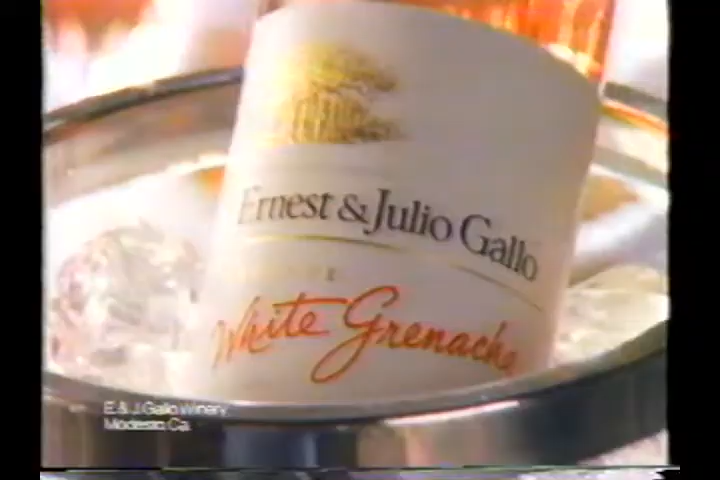 Ernest & Julio Gallo
White Grenache
E & J Gallo Winery
Modesto Ca.